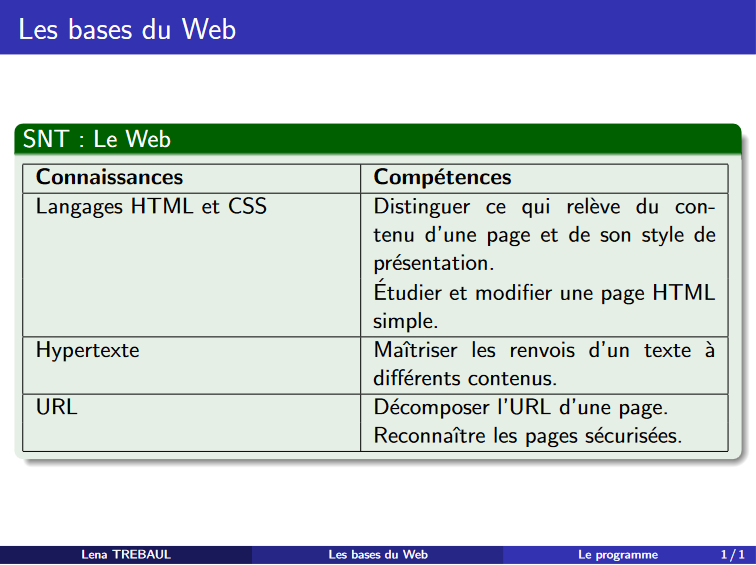 Les bases du Web
SNT : Le Web
Connaissances
Compétences
Langages HTML et CSS
Distinguer ce qui relève du con-
tenu d'une page et de son style de
présentation.
Étudier et modifier une page HTML
simple.
Hypertexte
Maîtriser les renvois d'un texte à
différents contenus.
URL
Décomposer l'URL d'une page.
Reconnaître les pages sécurisées.
Lena TREBAUL
Les bases du Web
Le programme
1 / 1